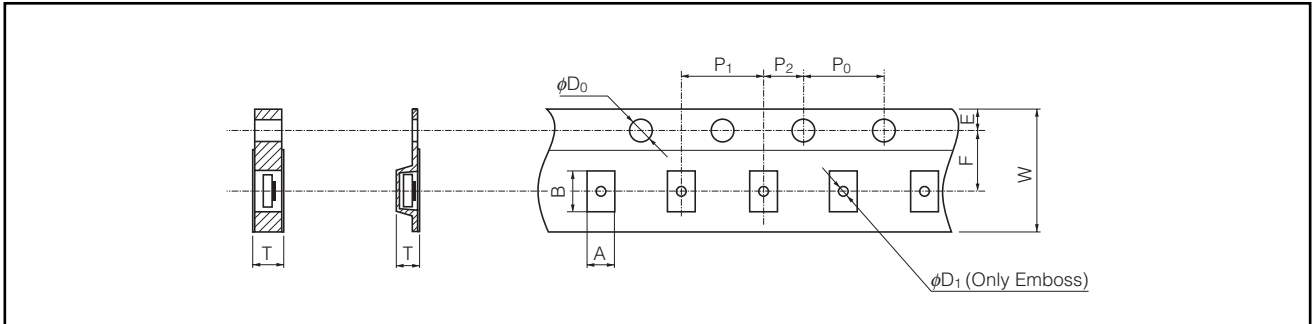 P1 P2 P0
ϕD0
E
F
W
B
T
T
A
ϕD1 (Only Emboss)